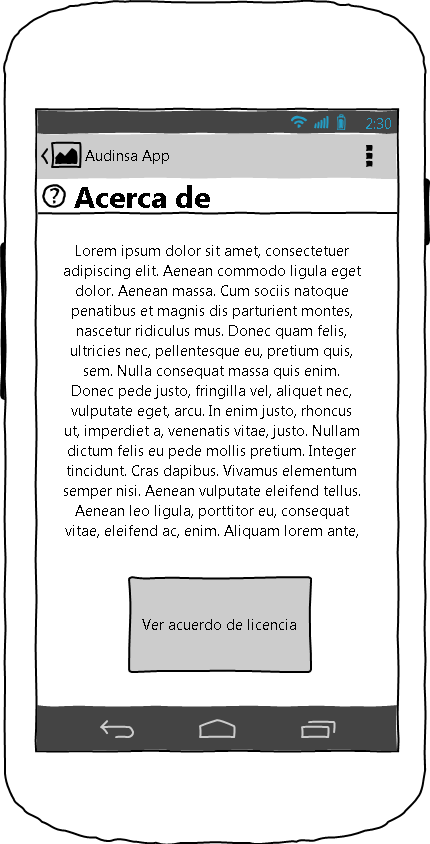 2:30
Audinsa App
Acerca de
Lorem ipsum dolor sit amet, consectetuer
adipiscing elit. Aenean commodo ligula eget
dolor. Aenean massa. Cum sociis natoque
penatibus et magnis dis parturient montes,
nascetur ridiculus mus. Donec quam felis,
ultricies nec, pellentesque eu, pretium quis,
sem. Nulla consequat massa quis enim.
Donec pede justo, fringilla vel, aliquet nec,
vulputate eget, arcu. In enim justo, rhoncus
ut, imperdiet a, venenatis vitae, justo. Nullam
dictum felis eu pede mollis pretium. Integer
tincidunt. Cras dapibus. Vivamus elementum
semper nisi. Aenean vulputate eleifend tellus.
Aenean leo ligula, porttitor eu, consequat
vitae, eleifend ac, enim. Aliquam lorem ante,
Ver acuerdo de licencia